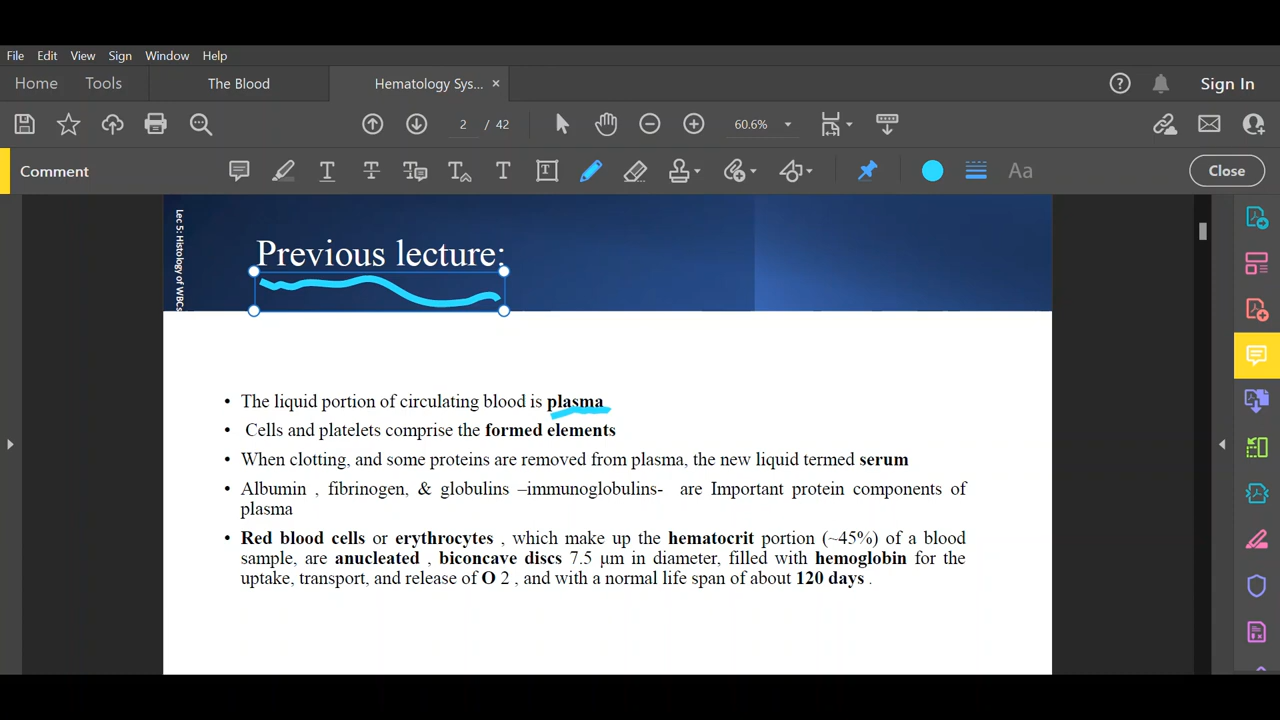 File Edit View Sign Window Help
Home Tools The Blood Hematology Sys... × Sign In
2 / 42 60.6%
Comment Aa Close
Lec 5: Histology of WBCs
Previous lecture:
• The liquid portion of circulating blood is plasma
• Cells and platelets comprise the formed elements
• When clotting, and some proteins are removed from plasma, the new liquid termed serum
• Albumin , fibrinogen, & globulins –immunoglobulins- are Important protein components of
plasma
• Red blood cells or erythrocytes , which make up the hematocrit portion (~45%) of a blood
sample, are anucleated , biconcave discs 7.5 μm in diameter, filled with hemoglobin for the
uptake, transport, and release of O 2 , and with a normal life span of about 120 days .